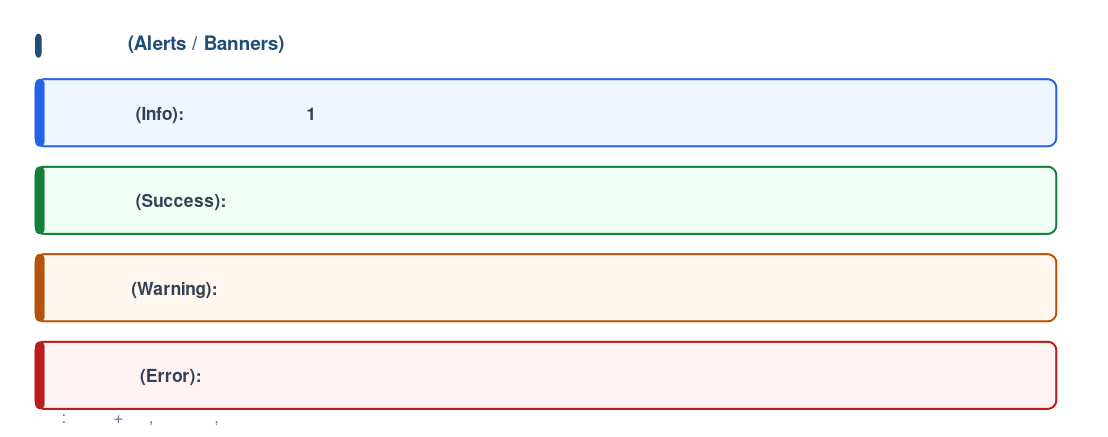 (Alerts / Banners)
(Info): 1
(Success):
(Warning):
(Error):
: + , ,